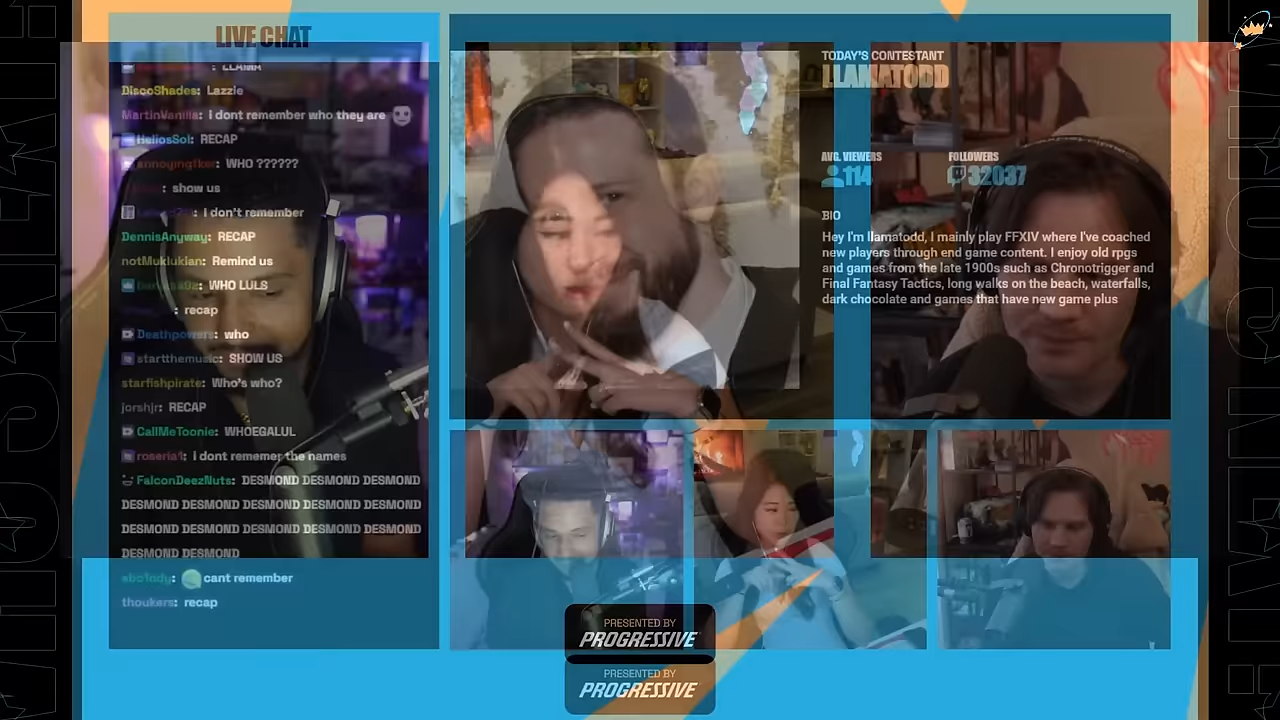 LIVE CHAT
: LLAMA
DiscoShades: Lazzie
MartinVanilla: i dont remember who they are
HeliosSol: RECAP
annoyingfker: WHO ??????
: show us
: i don't remember
DennisAnyway: RECAP
notMuklukian: Remind us
: WHO LULS
: recap
Deathpowers: who
startthemusic: SHOW US
starfishpirate: Who's who?
jorshjr: RECAP
CallMeToonie: WHOEGALUL
roseria1: i dont rememer the names
FalconDeezNuts: DESMOND DESMOND DESMOND
DESMOND DESMOND DESMOND DESMOND DESMOND
DESMOND DESMOND DESMOND DESMOND DESMOND
DESMOND DESMOND
: cant remember
thoukers: recap
TODAY'S CONTESTANT
LLAMATODD
AVG. VIEWERS
114
FOLLOWERS
32037
BIO
Hey I'm llamatodd, I mainly play FFXIV where I've coached
new players through end game content. I enjoy old rpgs
and games from the late 1900s such as Chronotrigger and
Final Fantasy Tactics, long walks on the beach, waterfalls,
dark chocolate and games that have new game plus
PRESENTED BY
PROGRESSIVE
PRESENTED BY
PROGRESSIVE